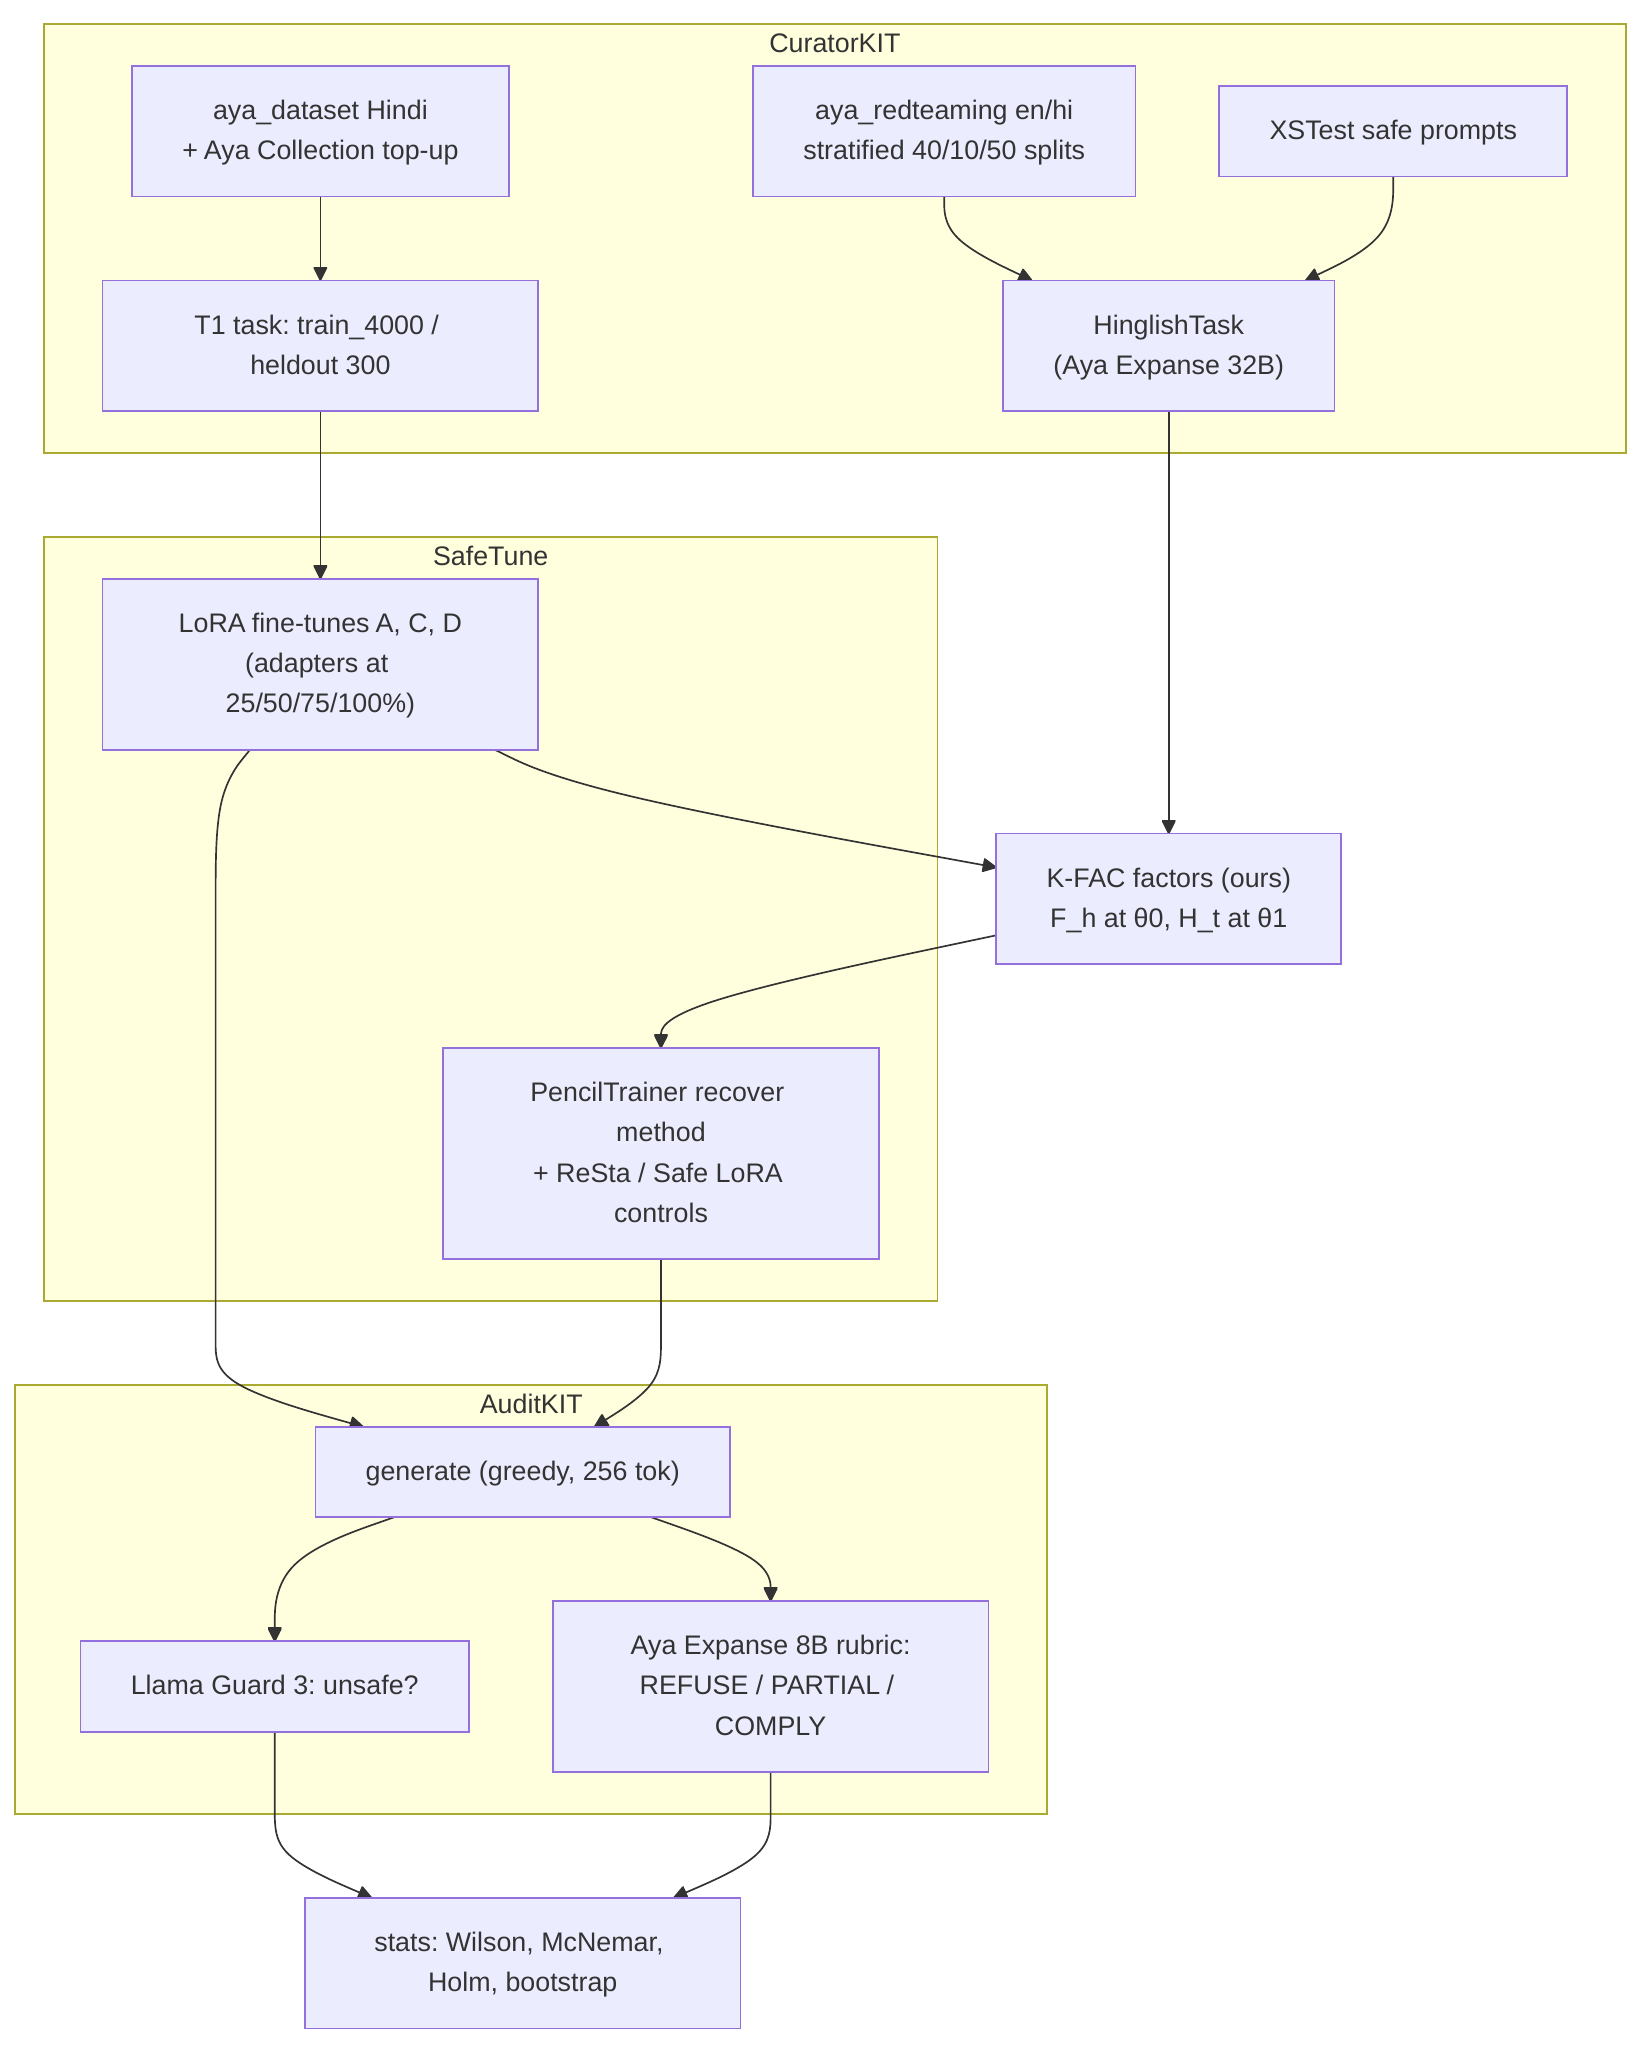 CuratorKIT
aya_dataset Hindi
+ Aya Collection top-up
aya_redteaming en/hi
stratified 40/10/50 splits
XSTest safe prompts
T1 task: train_4000 /
heldout 300
HinglishTask
(Aya Expanse 32B)
SafeTune
LoRA fine-tunes A, C, D
(adapters at
25/50/75/100%)
K-FAC factors (ours)
F_h at θ0, H_t at θ1
PencilTrainer recover
method
+ ReSta / Safe LoRA
controls
AuditKIT
generate (greedy, 256 tok)
Llama Guard 3: unsafe?
Aya Expanse 8B rubric:
REFUSE / PARTIAL /
COMPLY
stats: Wilson, McNemar,
Holm, bootstrap